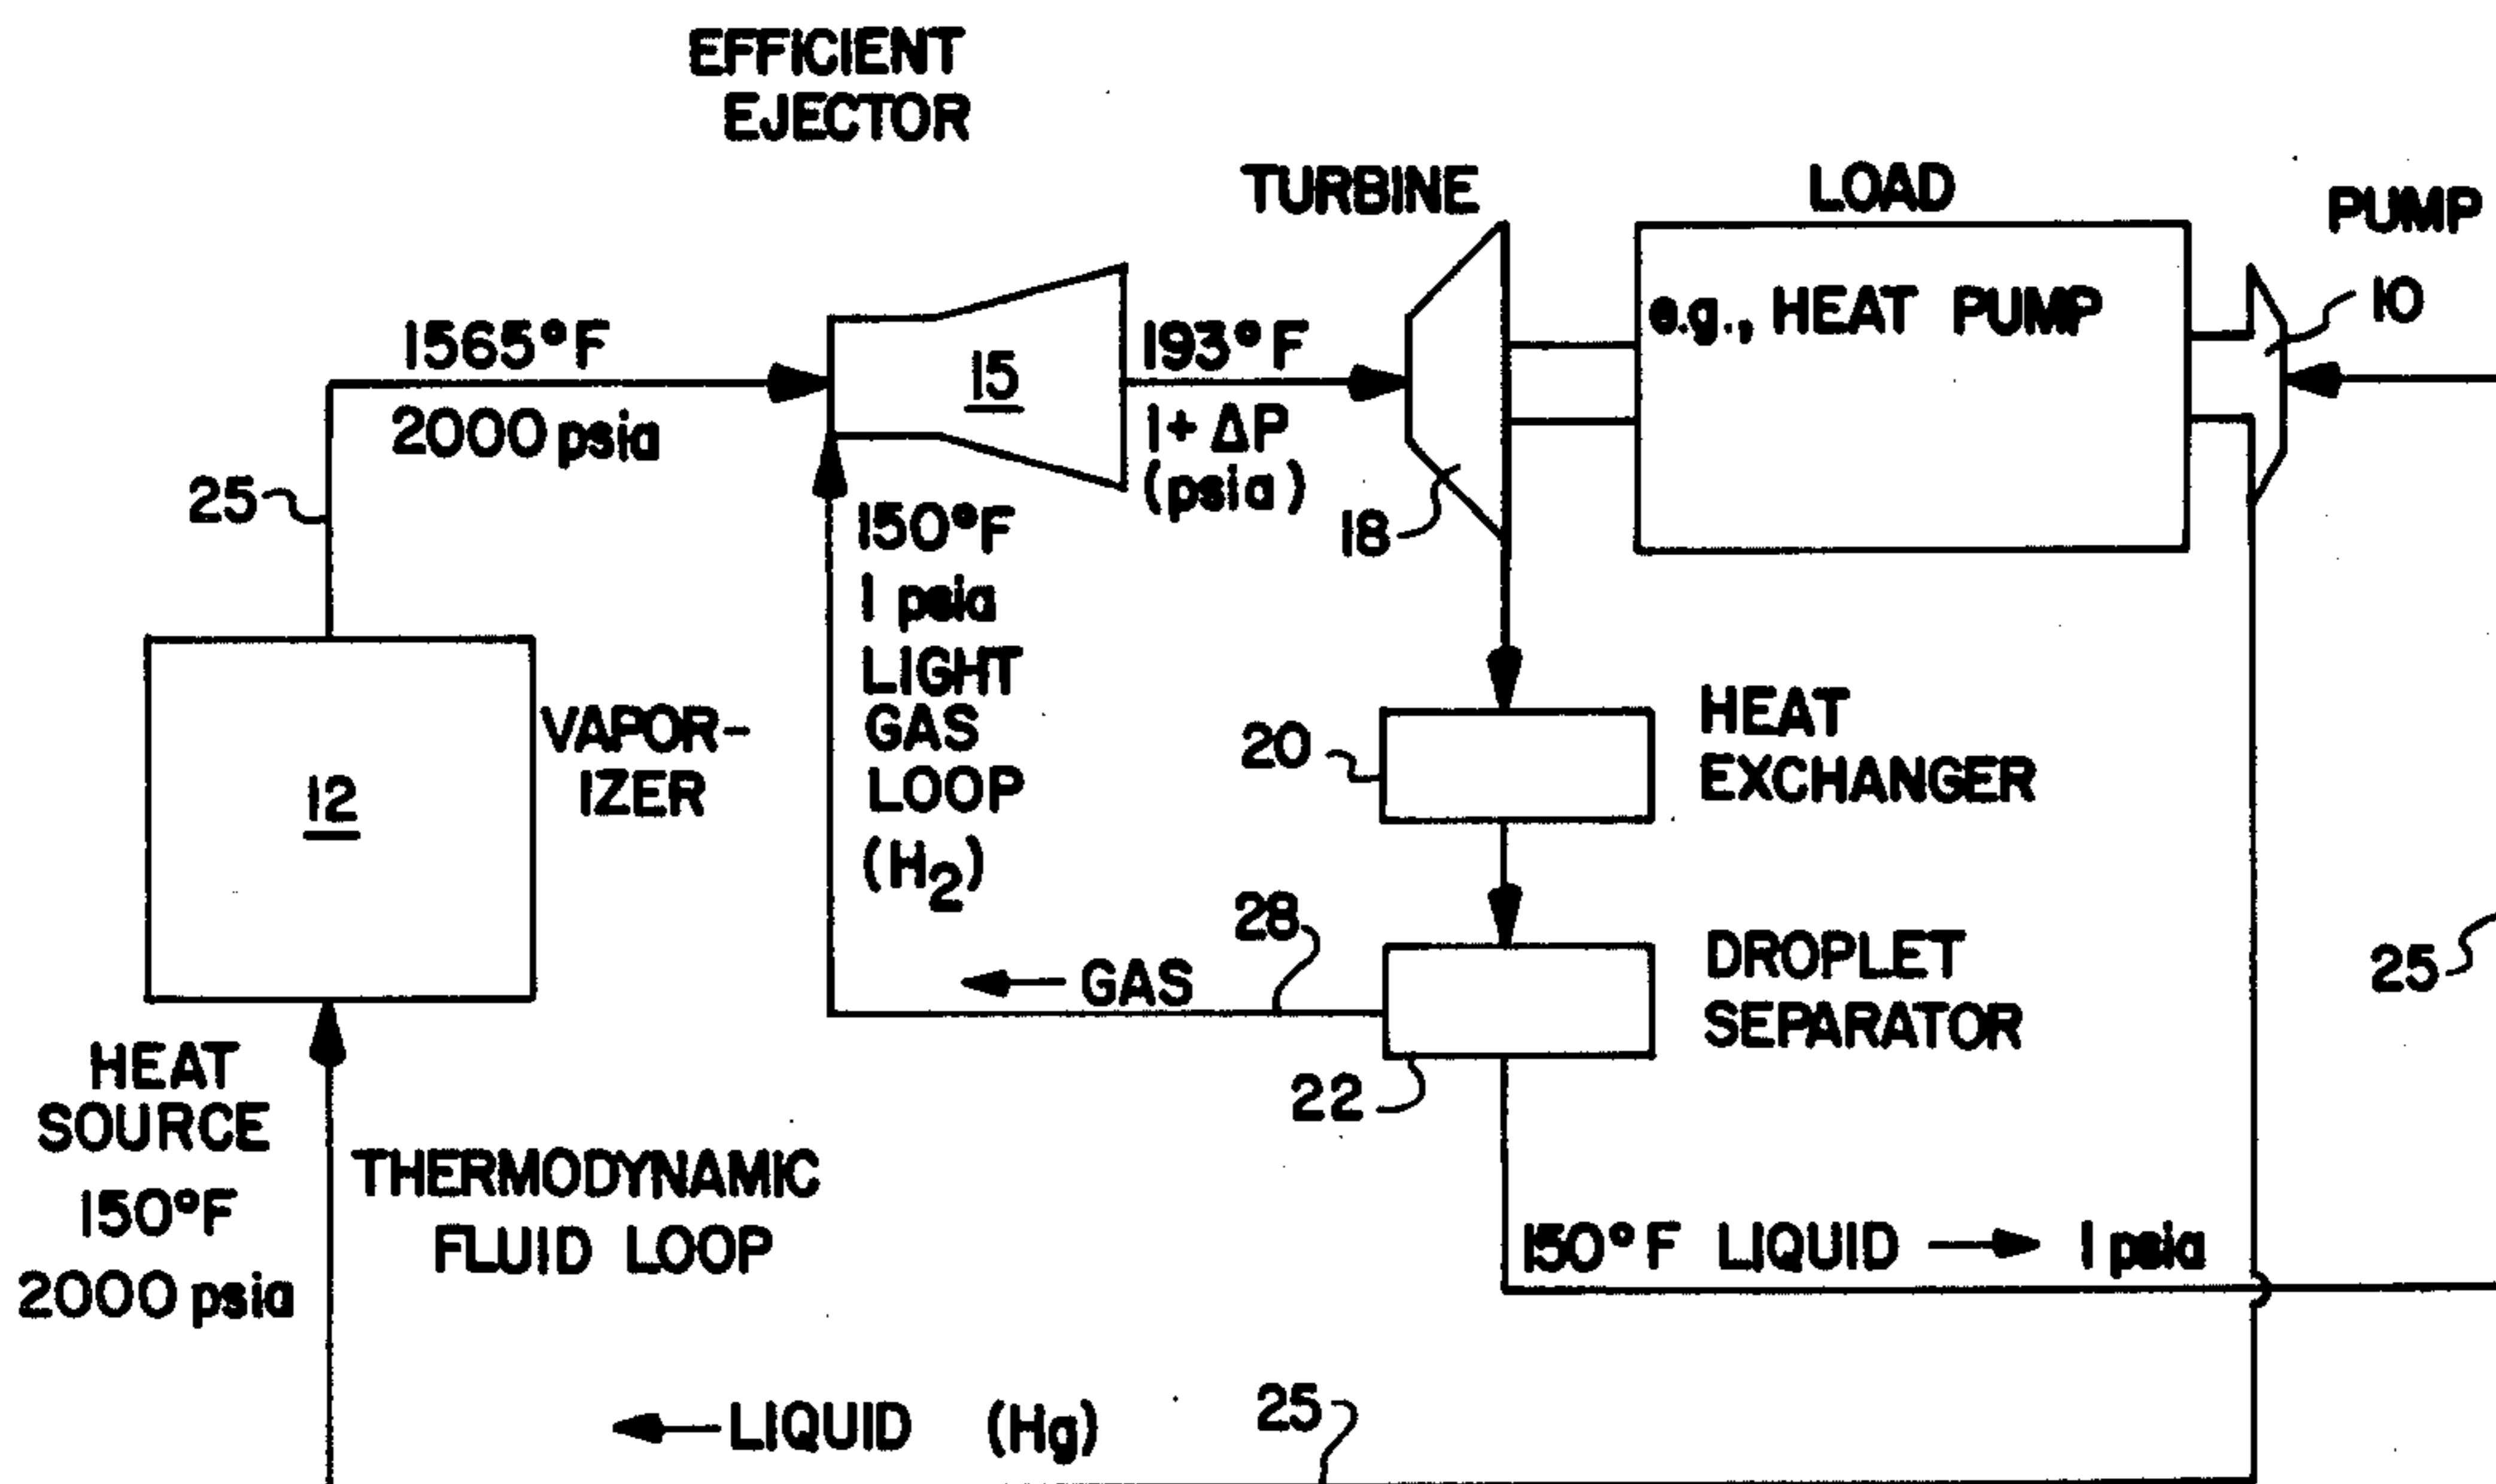 EFFICIENT
EJECTOR
TURBINE
LOAD
PUMP
e.g., HEAT PUMP
10
1565°F
2000 psia
15
193°F
1+ ΔP
(psia)
25
18
150°F
1 psia
LIGHT
GAS
LOOP
(H2)
VAPOR-
IZER
12
20
HEAT
EXCHANGER
28
GAS
DROPLET
SEPARATOR
25
22
HEAT
SOURCE
150°F
2000 psia
THERMODYNAMIC
FLUID LOOP
150°F LIQUID → 1 psia
← LIQUID (Hg)
25